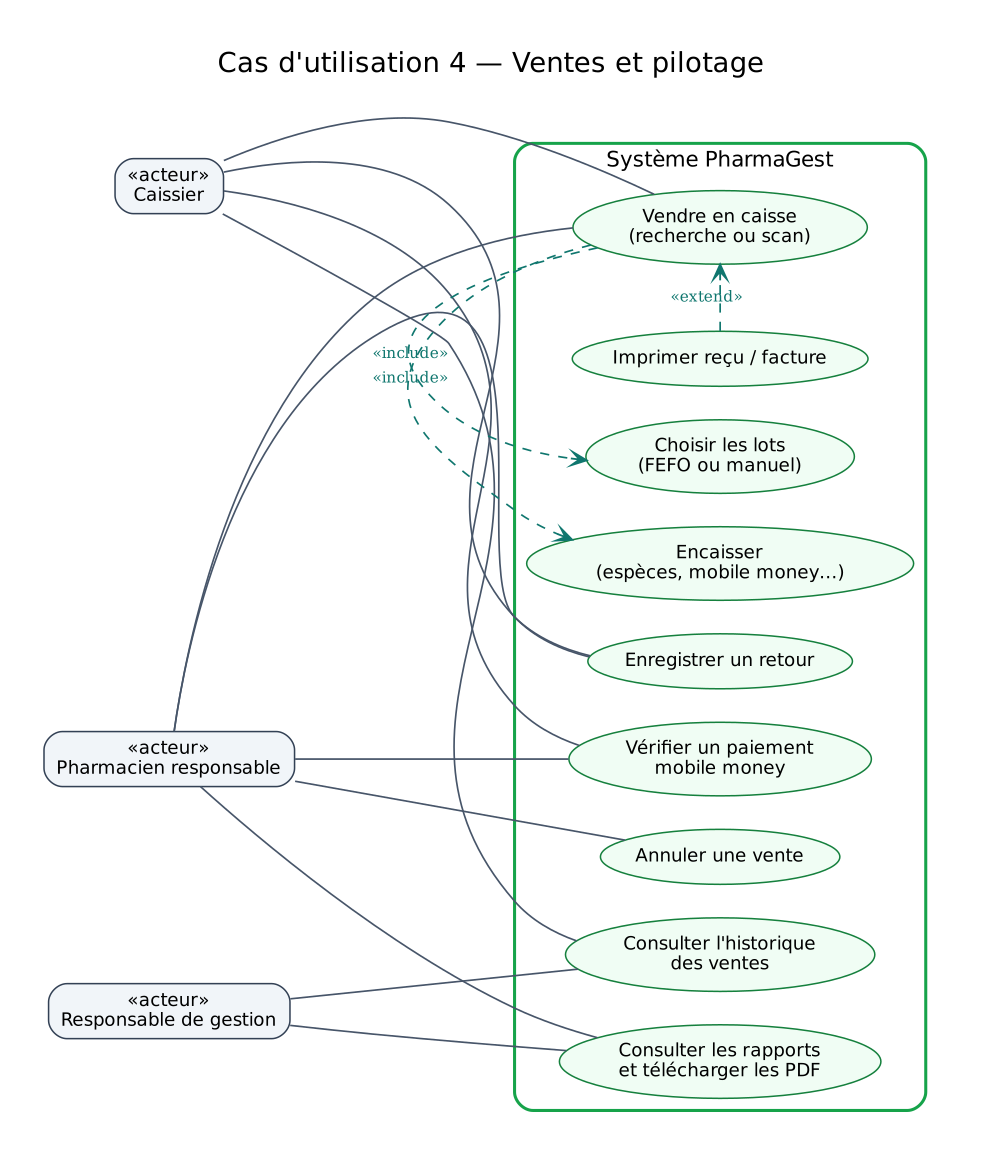 Cas d'utilisation 4 — Ventes et pilotage
«acteur»
Caissier
Système PharmaGest
Vendre en caisse
(recherche ou scan)
«extend»
«include»
«include»
Imprimer reçu / facture
Choisir les lots
(FEFO ou manuel)
Encaisser
(espèces, mobile money...)
Enregistrer un retour
«acteur»
Pharmacien responsable
Vérifier un paiement
mobile money
Annuler une vente
Consulter l'historique
des ventes
«acteur»
Responsable de gestion
Consulter les rapports
et télécharger les PDF